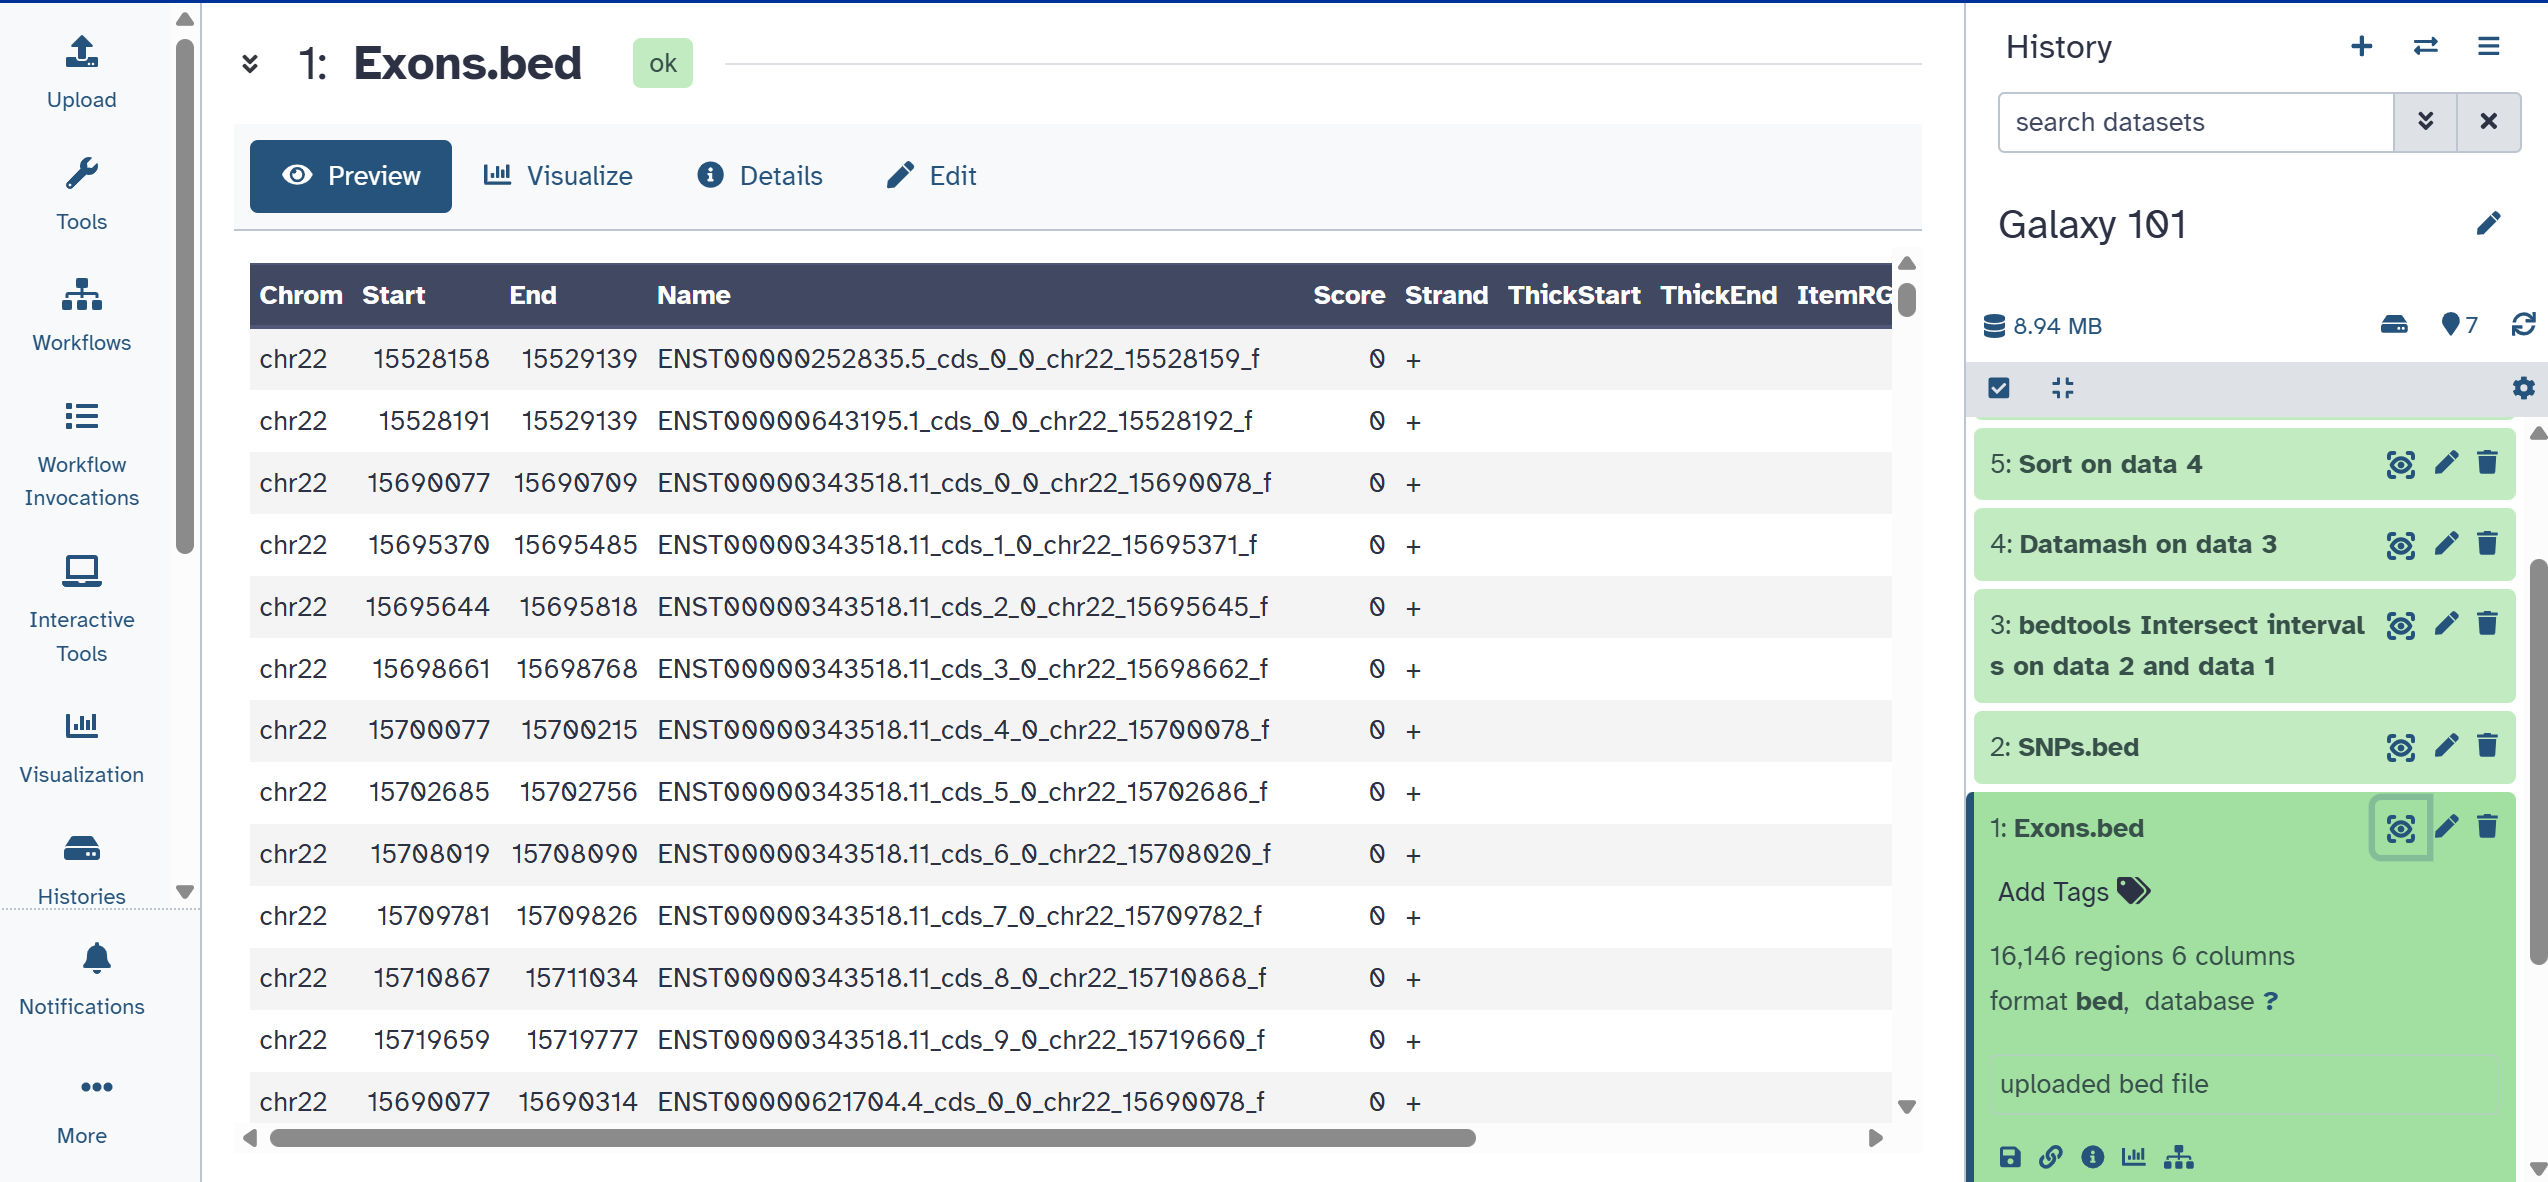 Upload
Tools
Workflows
Workflow
Invocations
Interactive
Tools
Visualization
Histories
Notifications
More
1: Exons.bed ok
Preview Visualize Details Edit
Chrom Start End Name Score Strand ThickStart ThickEnd ItemRG
chr22 15528158 15529139 ENST00000252835.5_cds_0_0_chr22_15528159_f 0 +
chr22 15528191 15529139 ENST00000643195.1_cds_0_0_chr22_15528192_f 0 +
chr22 15690077 15690709 ENST00000343518.11_cds_0_0_chr22_15690078_f 0 +
chr22 15695370 15695485 ENST00000343518.11_cds_1_0_chr22_15695371_f 0 +
chr22 15695644 15695818 ENST00000343518.11_cds_2_0_chr22_15695645_f 0 +
chr22 15698661 15698768 ENST00000343518.11_cds_3_0_chr22_15698662_f 0 +
chr22 15700077 15700215 ENST00000343518.11_cds_4_0_chr22_15700078_f 0 +
chr22 15702685 15702756 ENST00000343518.11_cds_5_0_chr22_15702686_f 0 +
chr22 15708019 15708090 ENST00000343518.11_cds_6_0_chr22_15708020_f 0 +
chr22 15709781 15709826 ENST00000343518.11_cds_7_0_chr22_15709782_f 0 +
chr22 15710867 15711034 ENST00000343518.11_cds_8_0_chr22_15710868_f 0 +
chr22 15719659 15719777 ENST00000343518.11_cds_9_0_chr22_15719660_f 0 +
chr22 15690077 15690314 ENST00000621704.4_cds_0_0_chr22_15690078_f 0 +
History
search datasets
Galaxy 101
8.94 MB 7
5: Sort on data 4
4: Datamash on data 3
3: bedtools Intersect interval
s on data 2 and data 1
2: SNPs.bed
1: Exons.bed
Add Tags
16,146 regions 6 columns
format bed, database ?
uploaded bed file